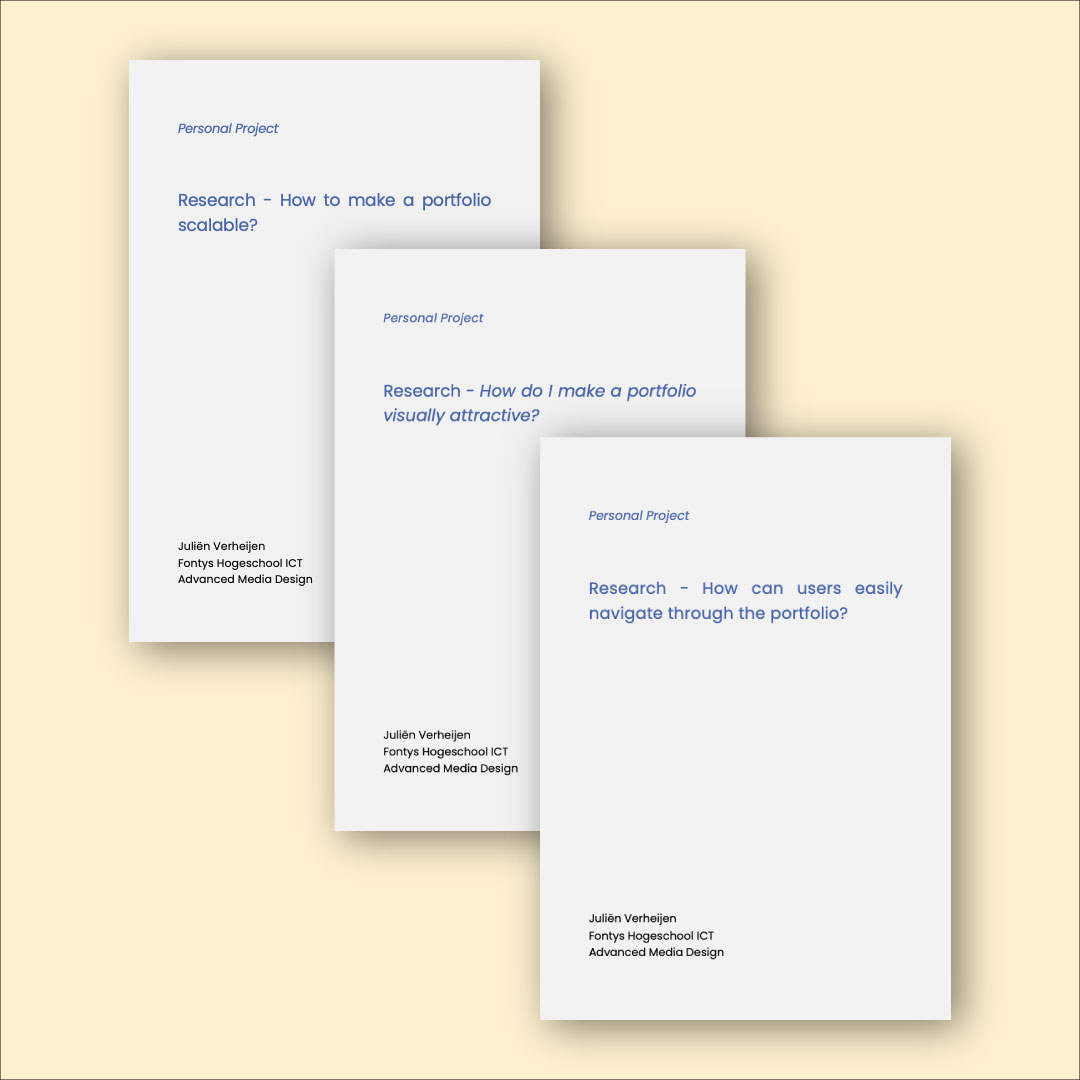 Personal Project
Research - How to make a portfolio
scalable?
Juliën Verheijen
Fontys Hogeschool ICT
Advanced Media Design
Personal Project
Research - How do I make a portfolio
visually attractive?
Juliën Verheijen
Fontys Hogeschool ICT
Advanced Media Design
Personal Project
Research - How can users easily
navigate through the portfolio?
Juliën Verheijen
Fontys Hogeschool ICT
Advanced Media Design